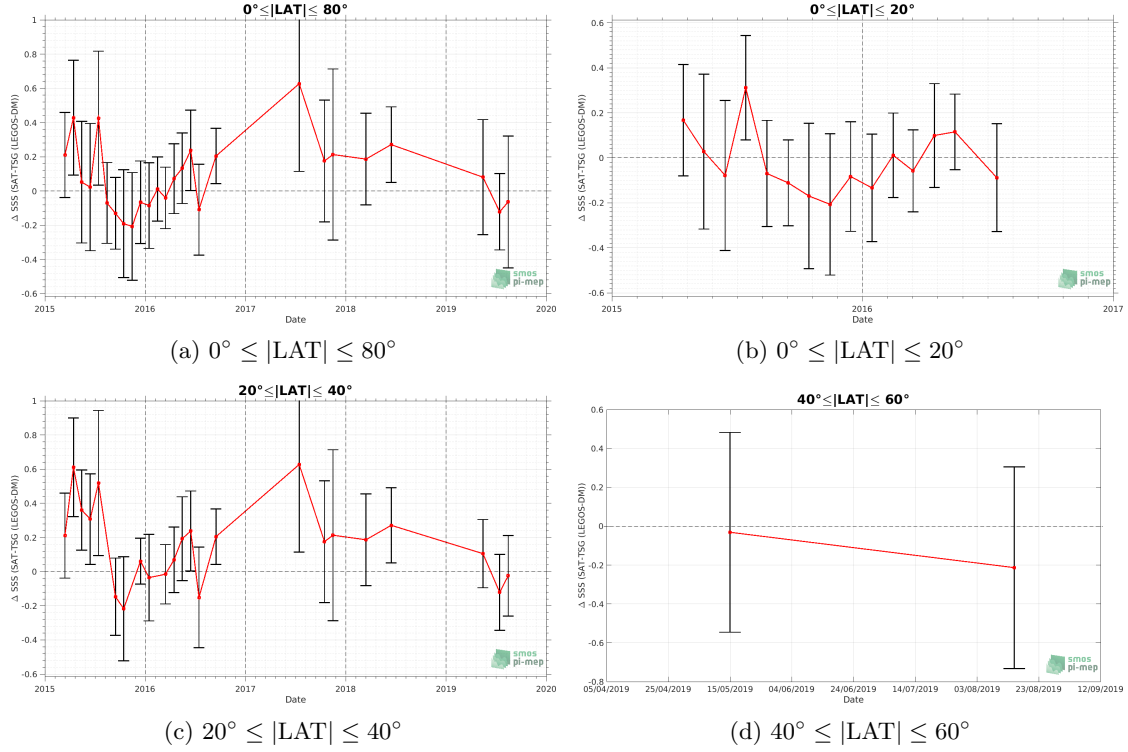 0°≤|LAT|≤ 80°
Δ SSS (SAT-TSG (LEGOS-DM))
1
0.8
0.6
0.4
0.2
0
-0.2
-0.4
-0.6
2015 2016 2017 2018 2019 2020
Date
smos
pi-mep
(a) 0° ≤ |LAT| ≤ 80°
0°≤|LAT|≤ 20°
Δ SSS (SAT-TSG (LEGOS-DM))
0.6
0.4
0.2
0
-0.2
-0.4
-0.6
2015 2016 2017
Date
smos
pi-mep
(b) 0° ≤ |LAT| ≤ 20°
20°≤|LAT|≤ 40°
Δ SSS (SAT-TSG (LEGOS-DM))
1
0.8
0.6
0.4
0.2
0
-0.2
-0.4
-0.6
2015 2016 2017 2018 2019 2020
Date
smos
pi-mep
(c) 20° ≤ |LAT| ≤ 40°
40°≤|LAT|≤ 60°
Δ SSS (SAT-TSG (LEGOS-DM))
0.6
0.4
0.2
0
-0.2
-0.4
-0.6
-0.8
05/04/2019 25/04/2019 15/05/2019 04/06/2019 24/06/2019 14/07/2019 03/08/2019 23/08/2019 12/09/2019
Date
smos
pi-mep
(d) 40° ≤ |LAT| ≤ 60°